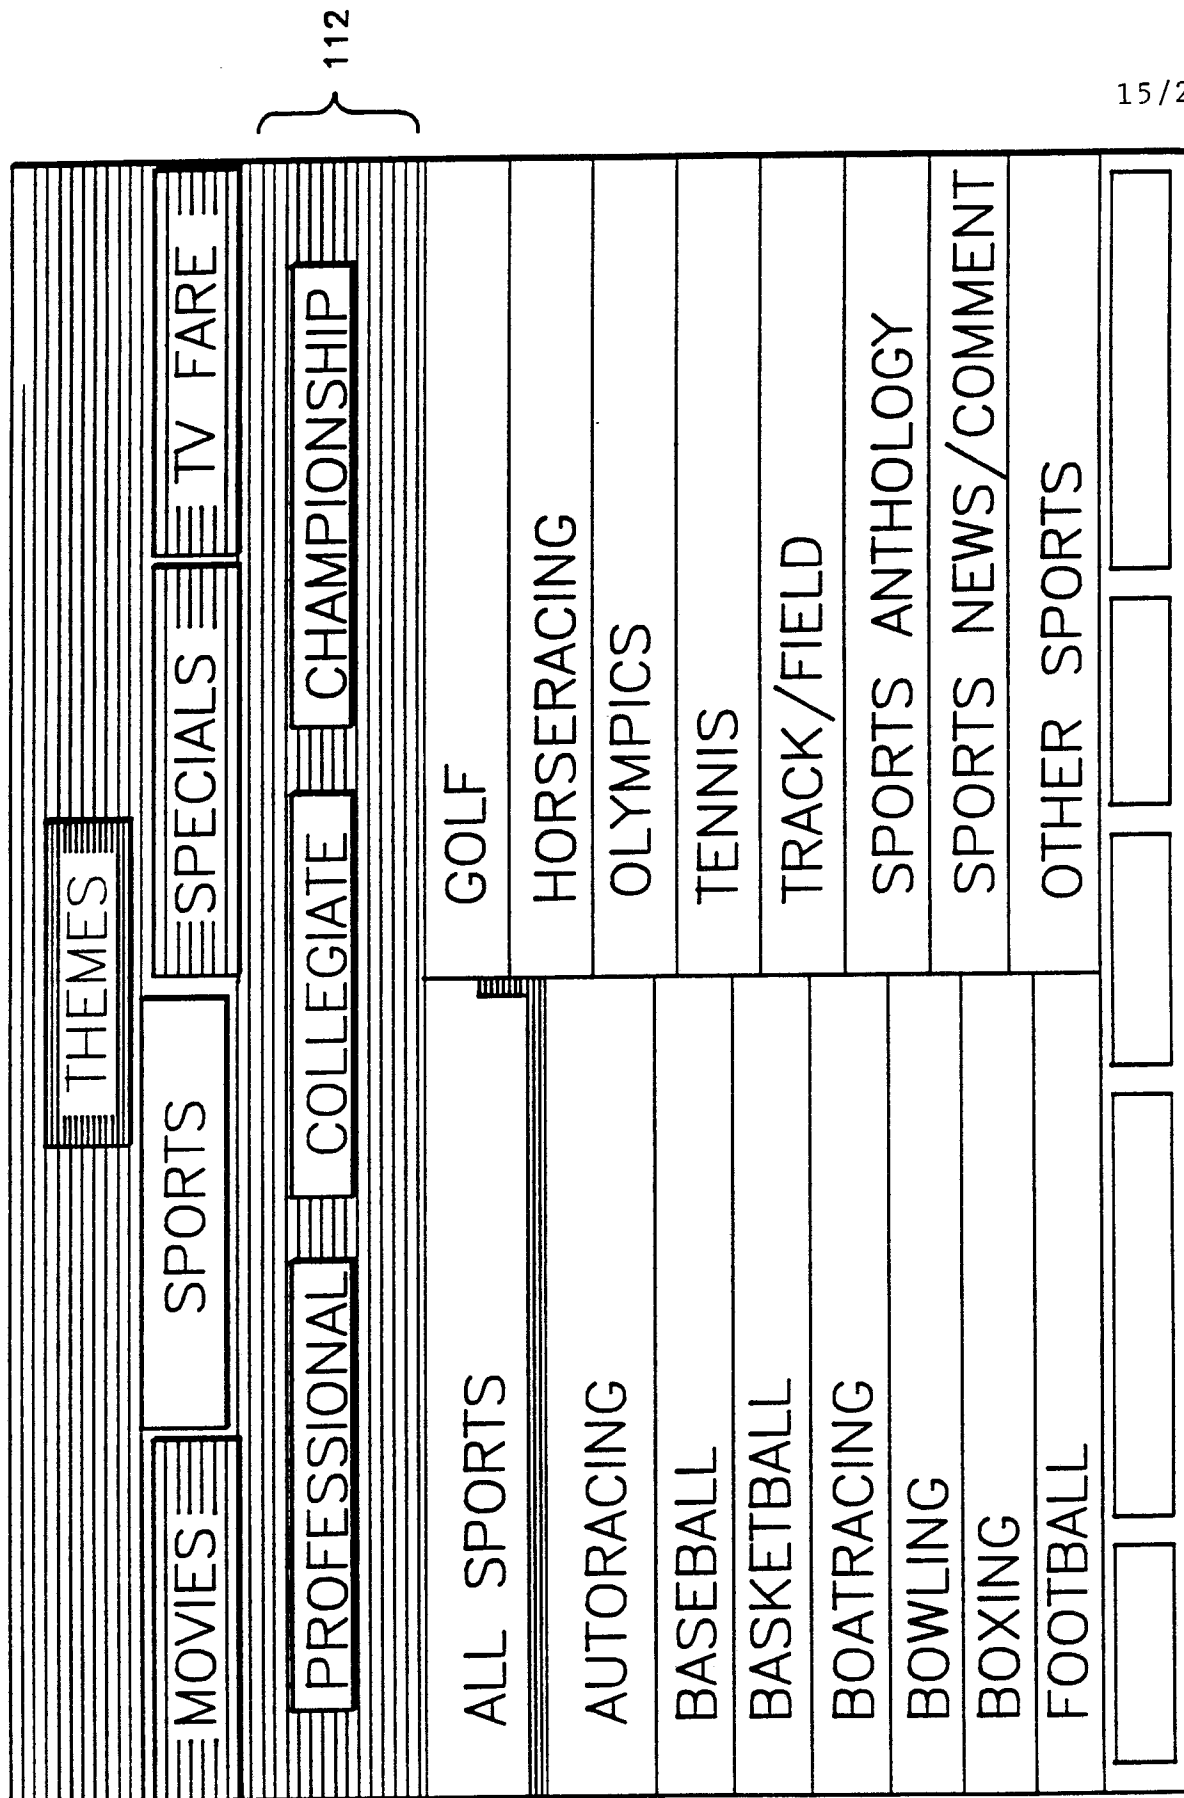 15/2
112
THEMES
MOVIES SPORTS SPECIALS TV FARE
PROFESSIONAL COLLEGIATE CHAMPIONSHIP
ALL SPORTS GOLF
AUTORACING HORSERACING
BASEBALL OLYMPICS
BASKETBALL TENNIS
BOATRACING TRACK/FIELD
BOWLING SPORTS ANTHOLOGY
BOXING SPORTS NEWS/COMMENT
FOOTBALL OTHER SPORTS